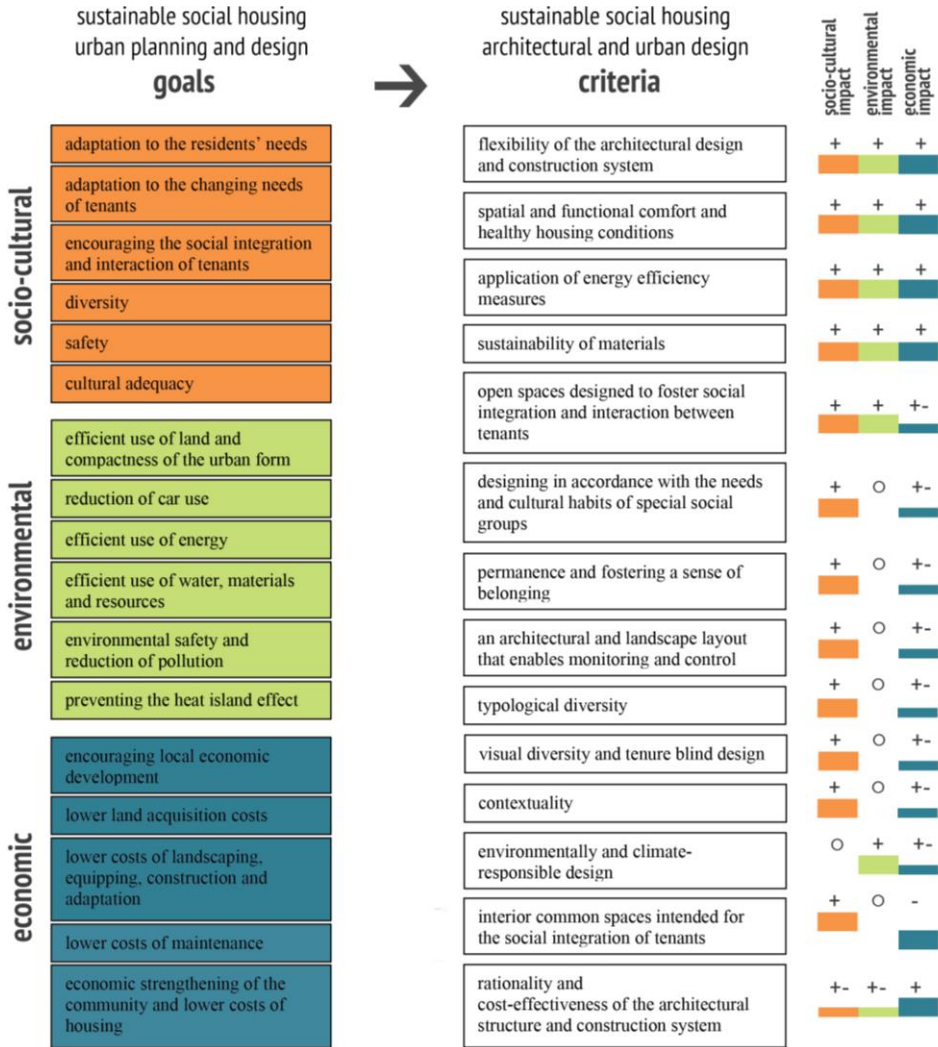 sustainable social housing
urban planning and design
goals
→
sustainable social housing
architectural and urban design
criteria
socio-cultural
impact
environmental
impact
economic
impact
socio-cultural
adaptation to the residents' needs
adaptation to the changing needs
of tenants
encouraging the social integration
and interaction of tenants
diversity
safety
cultural adequacy
environmental
efficient use of land and
compactness of the urban form
reduction of car use
efficient use of energy
efficient use of water, materials
and resources
environmental safety and
reduction of pollution
preventing the heat island effect
economic
encouraging local economic
development
lower land acquisition costs
lower costs of landscaping,
equipping, construction and
adaptation
lower costs of maintenance
economic strengthening of the
community and lower costs of
housing
flexibility of the architectural design
and construction system
+ + +
spatial and functional comfort and
healthy housing conditions
+ + +
application of energy efficiency
measures
+ + +
sustainability of materials
+ + +
open spaces designed to foster social
integration and interaction between
tenants
+ + +-
designing in accordance with the needs
and cultural habits of special social
groups
+ O +-
permanence and fostering a sense of
belonging
+ O +-
an architectural and landscape layout
that enables monitoring and control
+ O +-
typological diversity
+ O +-
visual diversity and tenure blind design
+ O +-
contextuality
+ O +-
environmentally and climate-
responsible design
O + +-
interior common spaces intended for
the social integration of tenants
+ O -
rationality and
cost-effectiveness of the architectural
structure and construction system
+- +- +